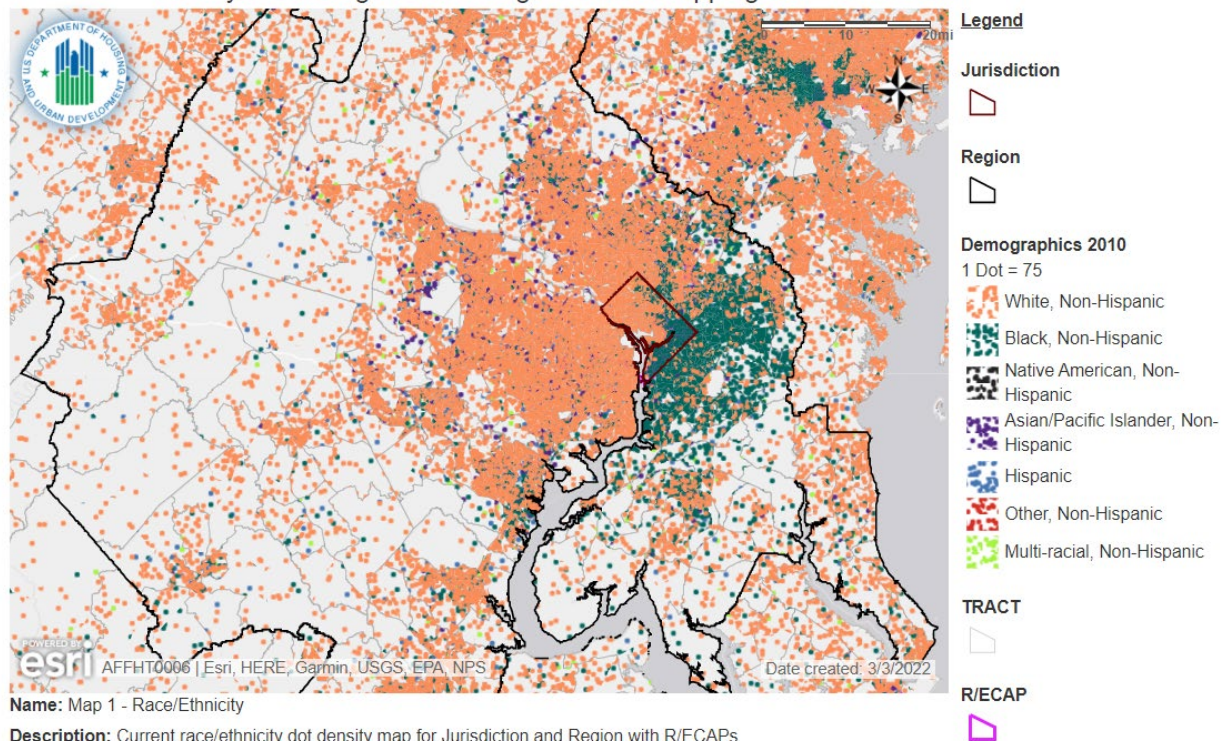 U.S. DEPARTMENT OF HOUSING AND URBAN DEVELOPMENT
0 10 20mi
N
E
S
POWERED BY
esri
AFFHT0006 | Esri, HERE, Garmin, USGS, EPA, NPS
Date created: 3/3/2022
Legend
Jurisdiction
Region
Demographics 2010
1 Dot = 75
White, Non-Hispanic
Black, Non-Hispanic
Native American, Non-
Hispanic
Asian/Pacific Islander, Non-
Hispanic
Hispanic
Other, Non-Hispanic
Multi-racial, Non-Hispanic
TRACT
R/ECAP
Name: Map 1 - Race/Ethnicity
Description: Current race/ethnicity dot density map for Jurisdiction and Region with R/ECAPs